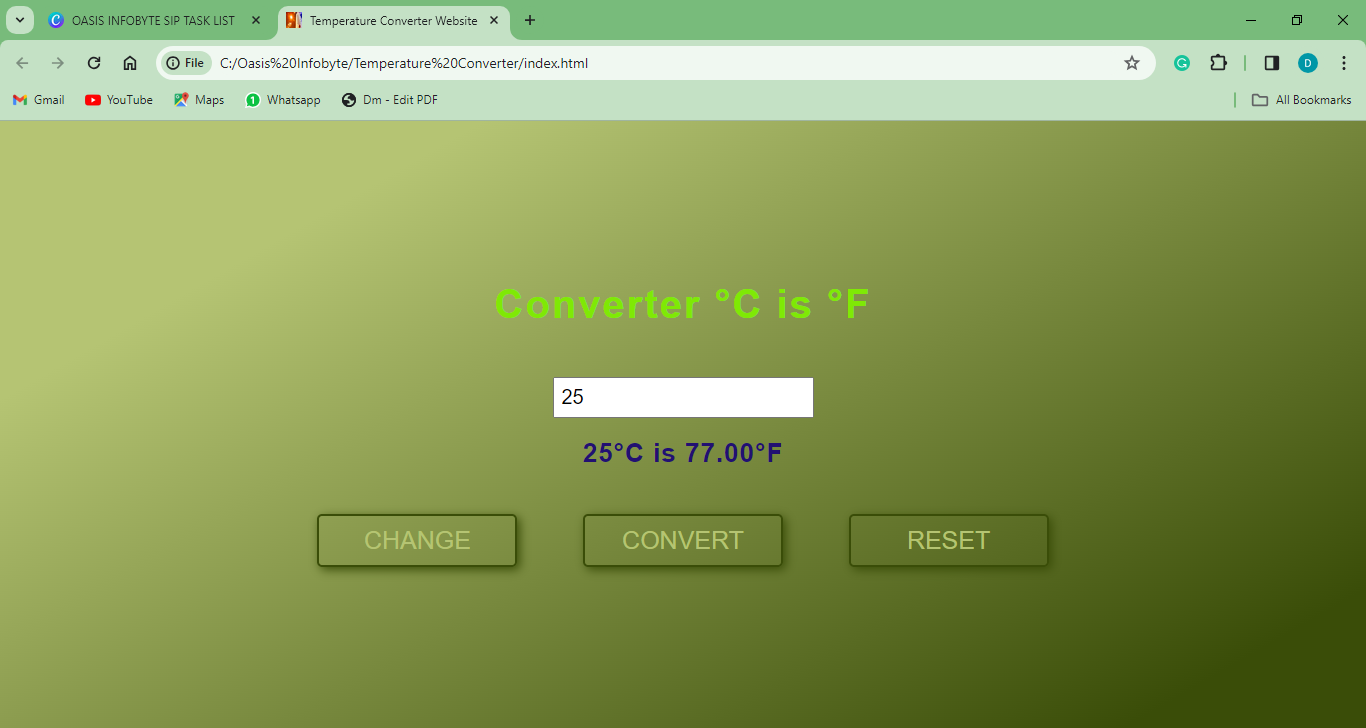 OASIS INFOBYTE SIP TASK LIST
Temperature Converter Website
File
C:/Oasis%20Infobyte/Temperature%20Converter/index.html
D
Gmail
YouTube
Maps
1
Whatsapp
Dm - Edit PDF
All Bookmarks
Converter °C is °F
25
25°C is 77.00°F
CHANGE
CONVERT
RESET